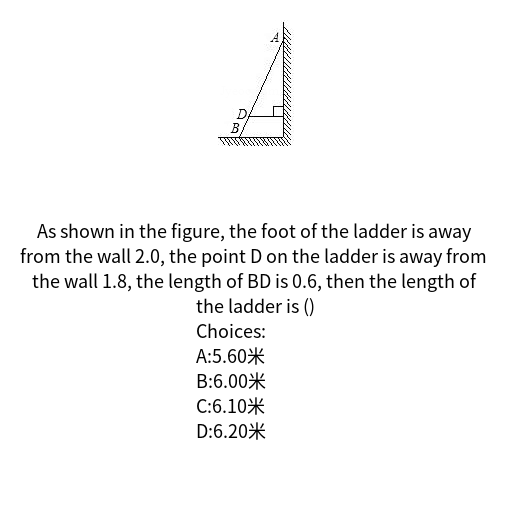 A
D
B
As shown in the figure, the foot of the ladder is away
from the wall 2.0, the point D on the ladder is away from
the wall 1.8, the length of BD is 0.6, then the length of
the ladder is ()
Choices:
A:5.60米
B:6.00米
C:6.10米
D:6.20米